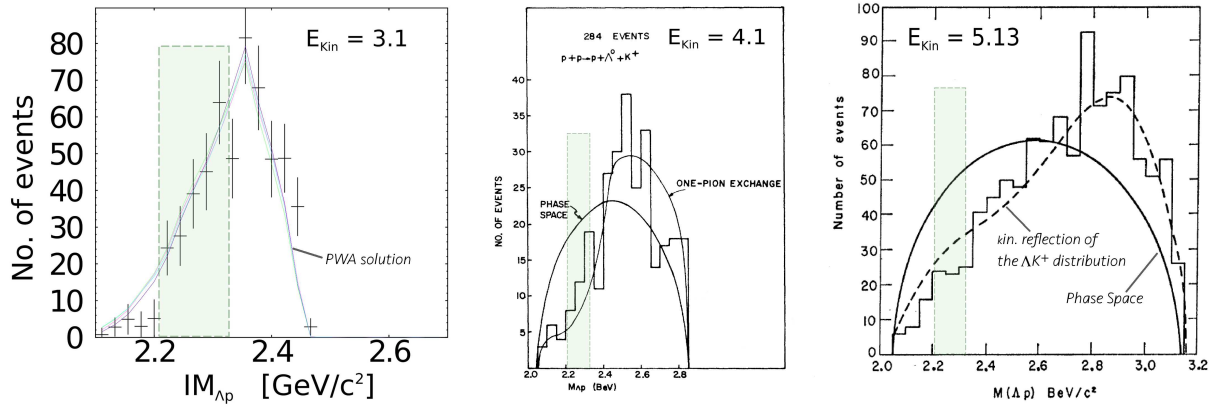 E_Kin = 3.1
80
70
60
50
40
30
20
10
0
No. of events
PWA solution
2.2 2.4 2.6
IM_Λp [GeV/c²]
284 EVENTS
p+p→p+Λ⁰+K⁺
E_Kin = 4.1
40
35
30
25
20
15
10
5
NO. OF EVENTS
ONE-PION EXCHANGE
PHASE
SPACE
2.0 2.2 2.4 2.6 2.8
M_Λp (BeV)
E_Kin = 5.13
100
90
80
70
60
50
40
30
20
10
0
Number of events
кin. reflection of
the ΛK⁺ distribution
Phase Space
2.0 2.2 2.4 2.6 2.8 3.0 3.2
M(Λp) BeV/c²